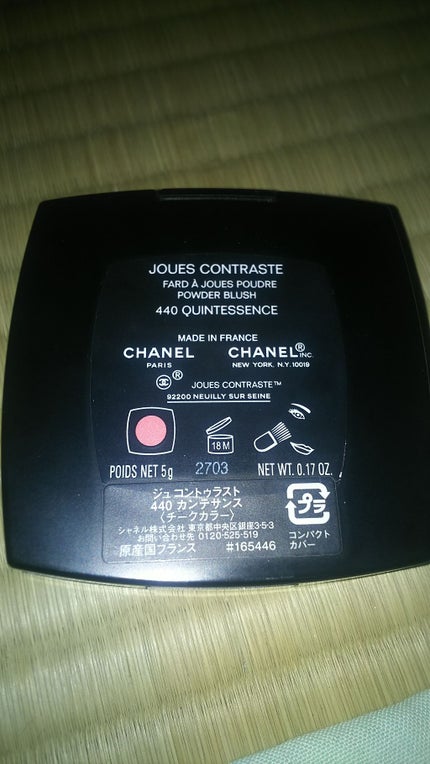 JOUES CONTRASTE
FARD À JOUES POUDRE
POWDER BLUSH
440 QUINTESSENCE
MADE IN FRANCE
CHANEL CHANEL® INC.
PARIS NEW YORK. N.Y. 10019
® JOUES CONTRASTE™
92200 NEUILLY SUR SEINE
18 M
POIDS NET 5g 2703 NET WT. 0.17 OZ.
ジュ コントゥラスト
440 カンテサンス
〈チークカラー〉
シャネル株式会社 東京都中央区銀座3-5-3
お問い合わせ先 0120-525-519
原産国フランス #165446
プラ
コンパクト
カバー